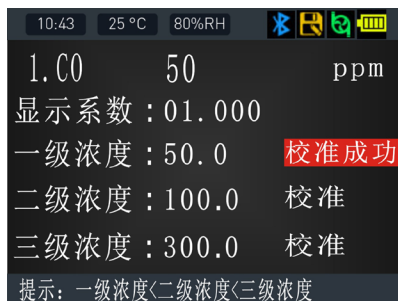 10:43 25 °C 80%RH
1.CO 50 ppm
显示系数:01.000
一级浓度:50.0 校准成功
二级浓度:100.0 校准
三级浓度:300.0 校准
提示: 一级浓度<二级浓度<三级浓度